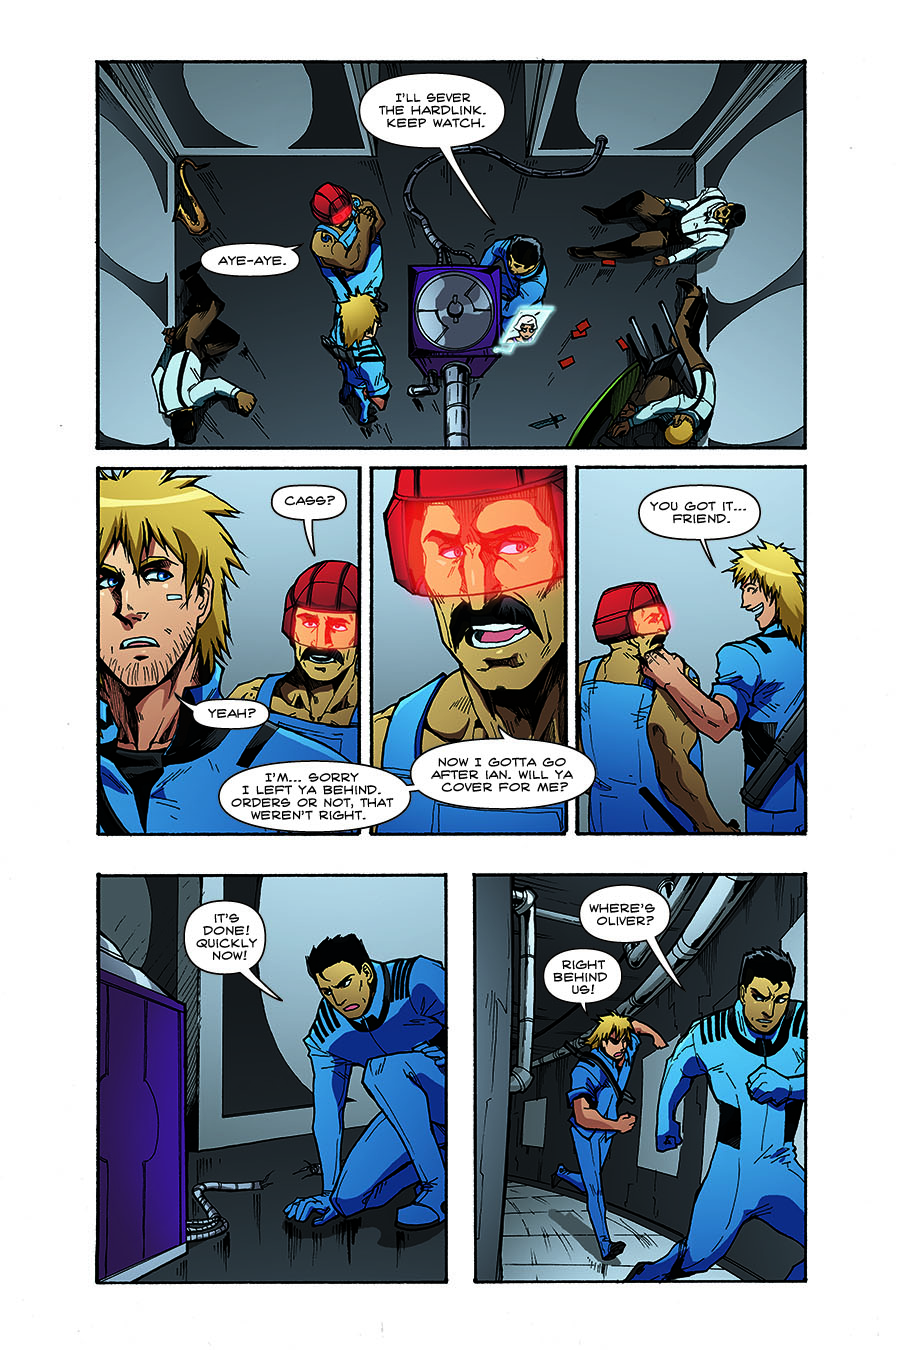 I'LL SEVER
THE HARDLINK.
KEEP WATCH.
AYE-AYE.
CASS?
YEAH?
I'M... SORRY
I LEFT YA BEHIND.
ORDERS OR NOT, THAT
WEREN'T RIGHT.
NOW I GOTTA GO
AFTER IAN. WILL YA
COVER FOR ME?
YOU GOT IT...
FRIEND.
IT'S
DONE!
QUICKLY
NOW!
WHERE'S
OLIVER?
RIGHT
BEHIND
US!